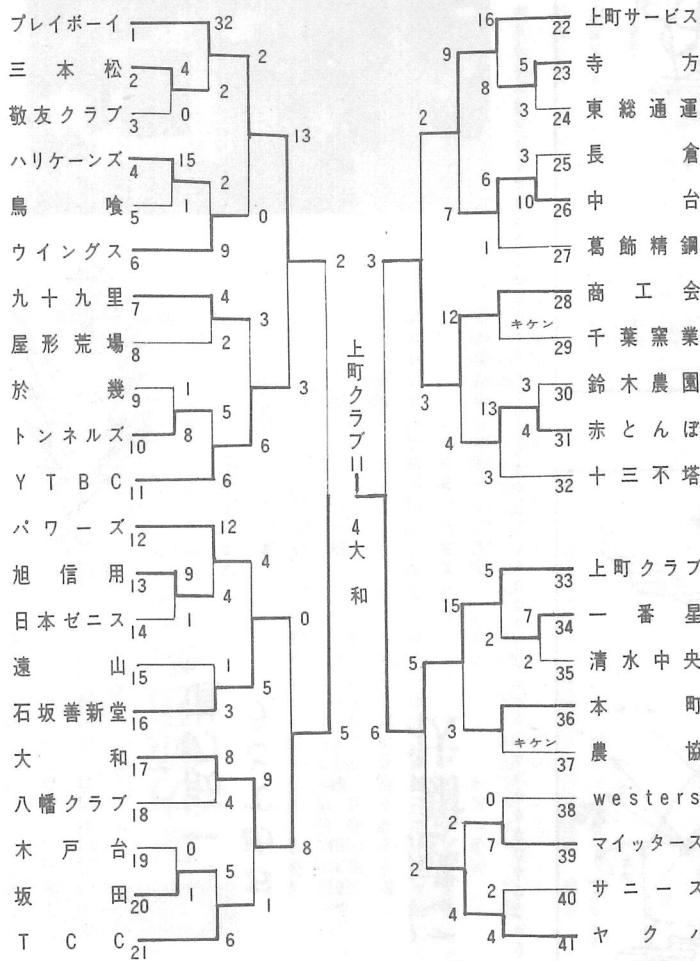 プレイボーイ 1 32
三本松 2 4 2
敬友クラブ 3 0
2
ハリケーンズ 4 15
鳥喰 5 1 2
ウイングス 6 9
0
13
九十九里 7 4
屋形荒場 8 2
3
於幾 9 1
トンネルズ 10 8 5
YTBC 11 6
6
3
2
パワーズ 12 12
旭信用 13 9 4
日本ゼニス 14 1
4
遠山 15 1
石坂善新堂 16 3
5
0
大和 17 8
八幡クラブ 18 4
9
木戸台 19 0
坂田 20 1 5
TCC 21 6
1
8
5
上町クラブ 11-4 大和
16 22 上町サービス
5 23 寺方
8
3 24 東総通運
9
3 25 長倉
6
10 26 中台
1 27 葛飾精鋼
7
2
12 28 商工会
キケン 29 千葉窯業
3 30 鈴木農園
13
4 31 赤とんぼ
3 32 十三不塔
4
3
3
5 33 上町クラブ
7 34 一番星
2
2 35 清水中央
15
36 本町
キケン 37 農協
3
5
0 38 westers
7 39 マイッターズ
2
2 40 サニーズ
4 41 ヤク
4
2
6